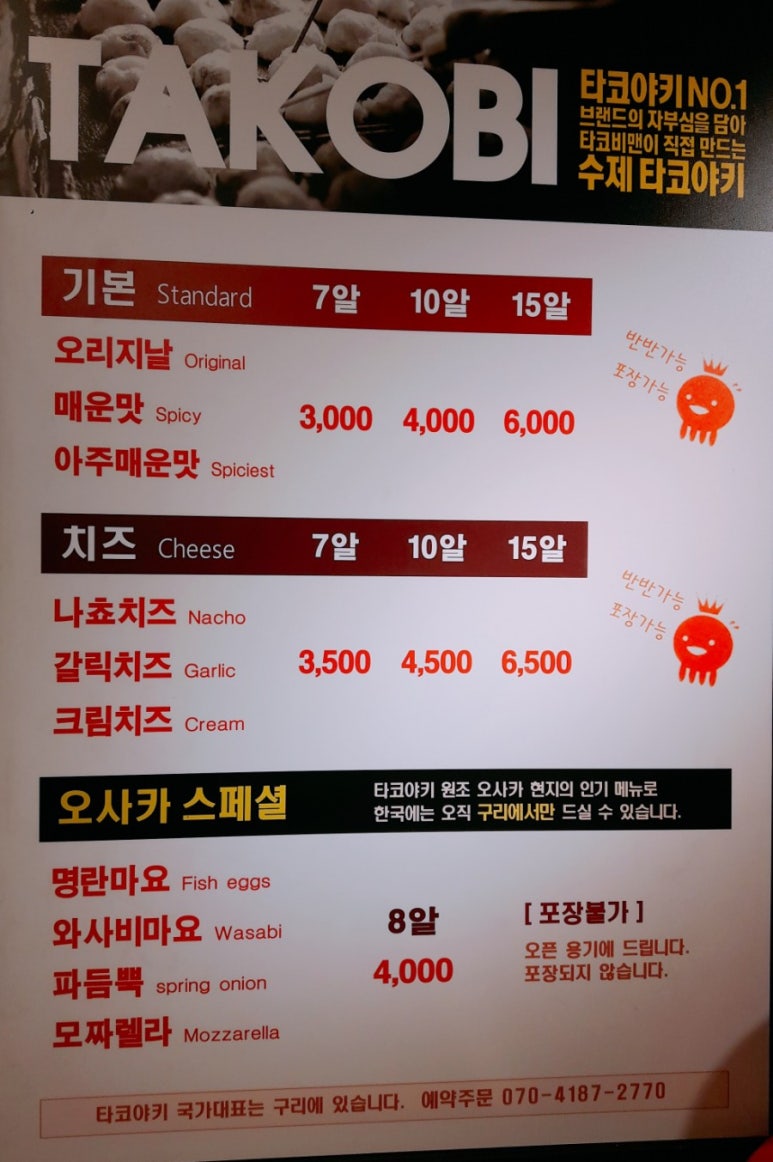 TAKOBI
타코야키 NO.1
브랜드의 자부심을 담아
타코비맨이 직접 만드는
수제 타코야키
기본 Standard 7알 10알 15알
오리지날 Original
매운맛 Spicy 3,000 4,000 6,000
아주매운맛 Spiciest
반반가능
포장가능
치즈 Cheese 7알 10알 15알
나쵸치즈 Nacho
갈릭치즈 Garlic 3,500 4,500 6,500
크림치즈 Cream
반반가능
포장가능
오사카 스페셜
타코야키 원조 오사카 현지의 인기 메뉴로
한국에는 오직 구리에서만 드실 수 있습니다.
명란마요 Fish eggs
와사비마요 Wasabi
파듬뿍 spring onion
모짜렐라 Mozzarella
8알
4,000
[ 포장불가 ]
오픈 용기에 드립니다.
포장되지 않습니다.
타코야키 국가대표는 구리에 있습니다. 예약주문 070-4187-2770